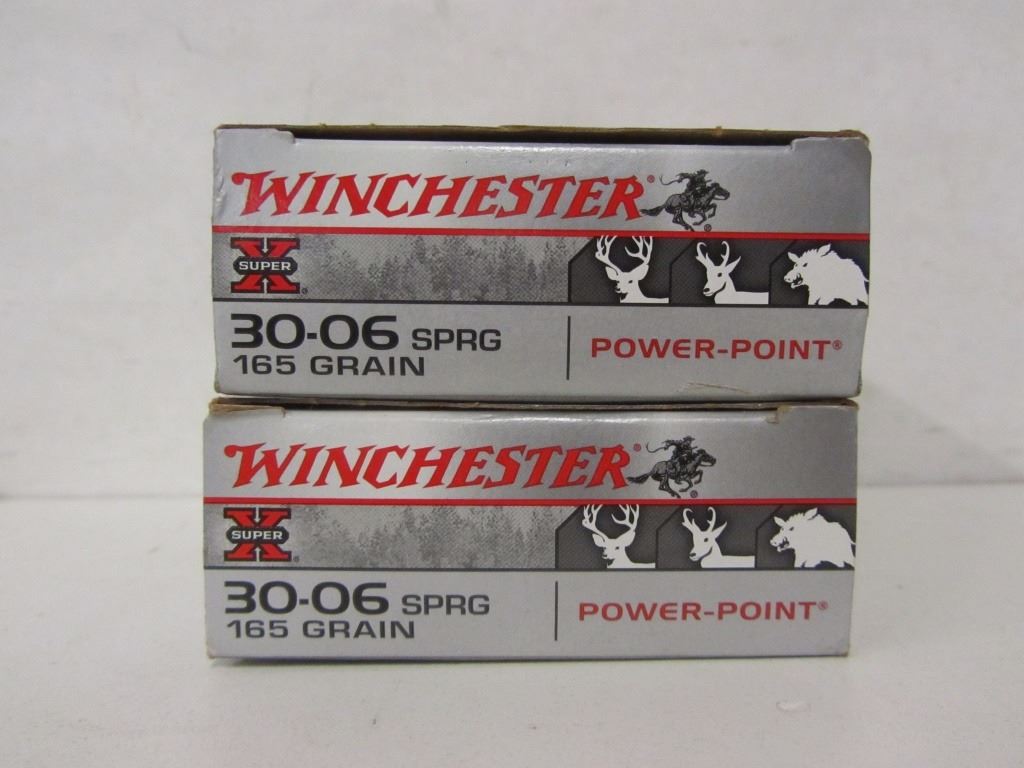 WINCHESTER®
X
SUPER®
30-06 SPRG
165 GRAIN
POWER-POINT®
WINCHESTER®
X
SUPER®
30-06 SPRG
165 GRAIN
POWER-POINT®